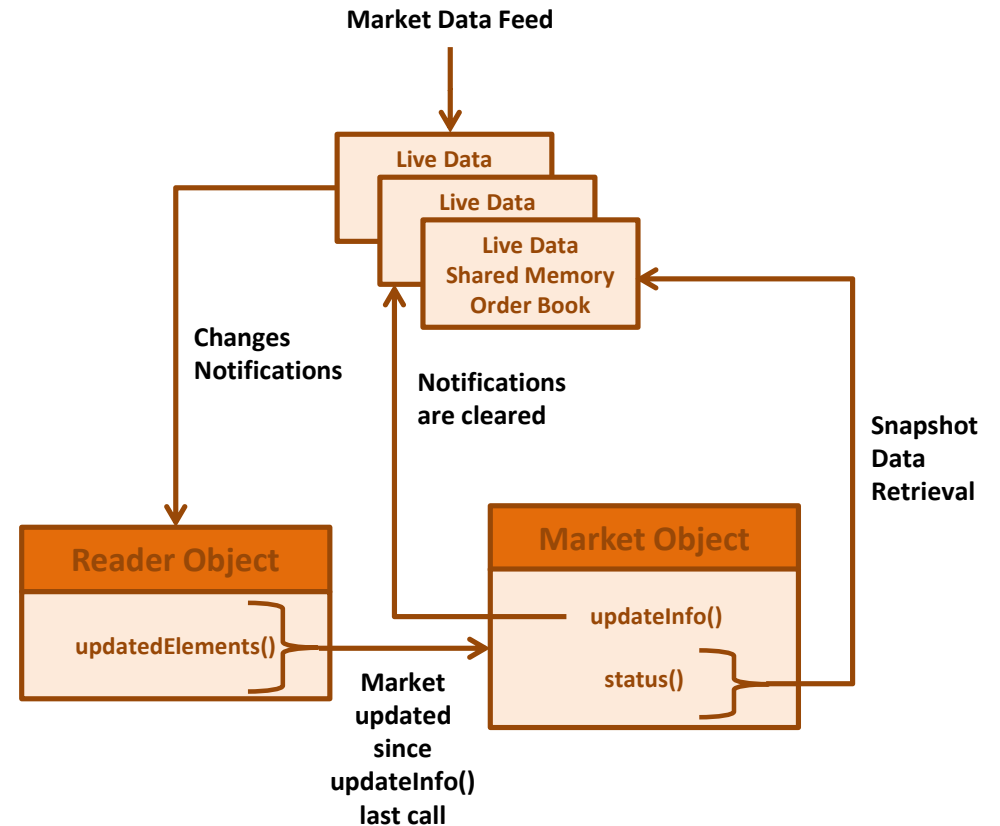 Market Data Feed
Live Data
Live Data
Live Data
Shared Memory
Order Book
Changes
Notifications
Notifications
are cleared
Snapshot
Data
Retrieval
Reader Object
updatedElements()
Market Object
updateInfo()
status()
Market
updated
since
updateInfo()
last call